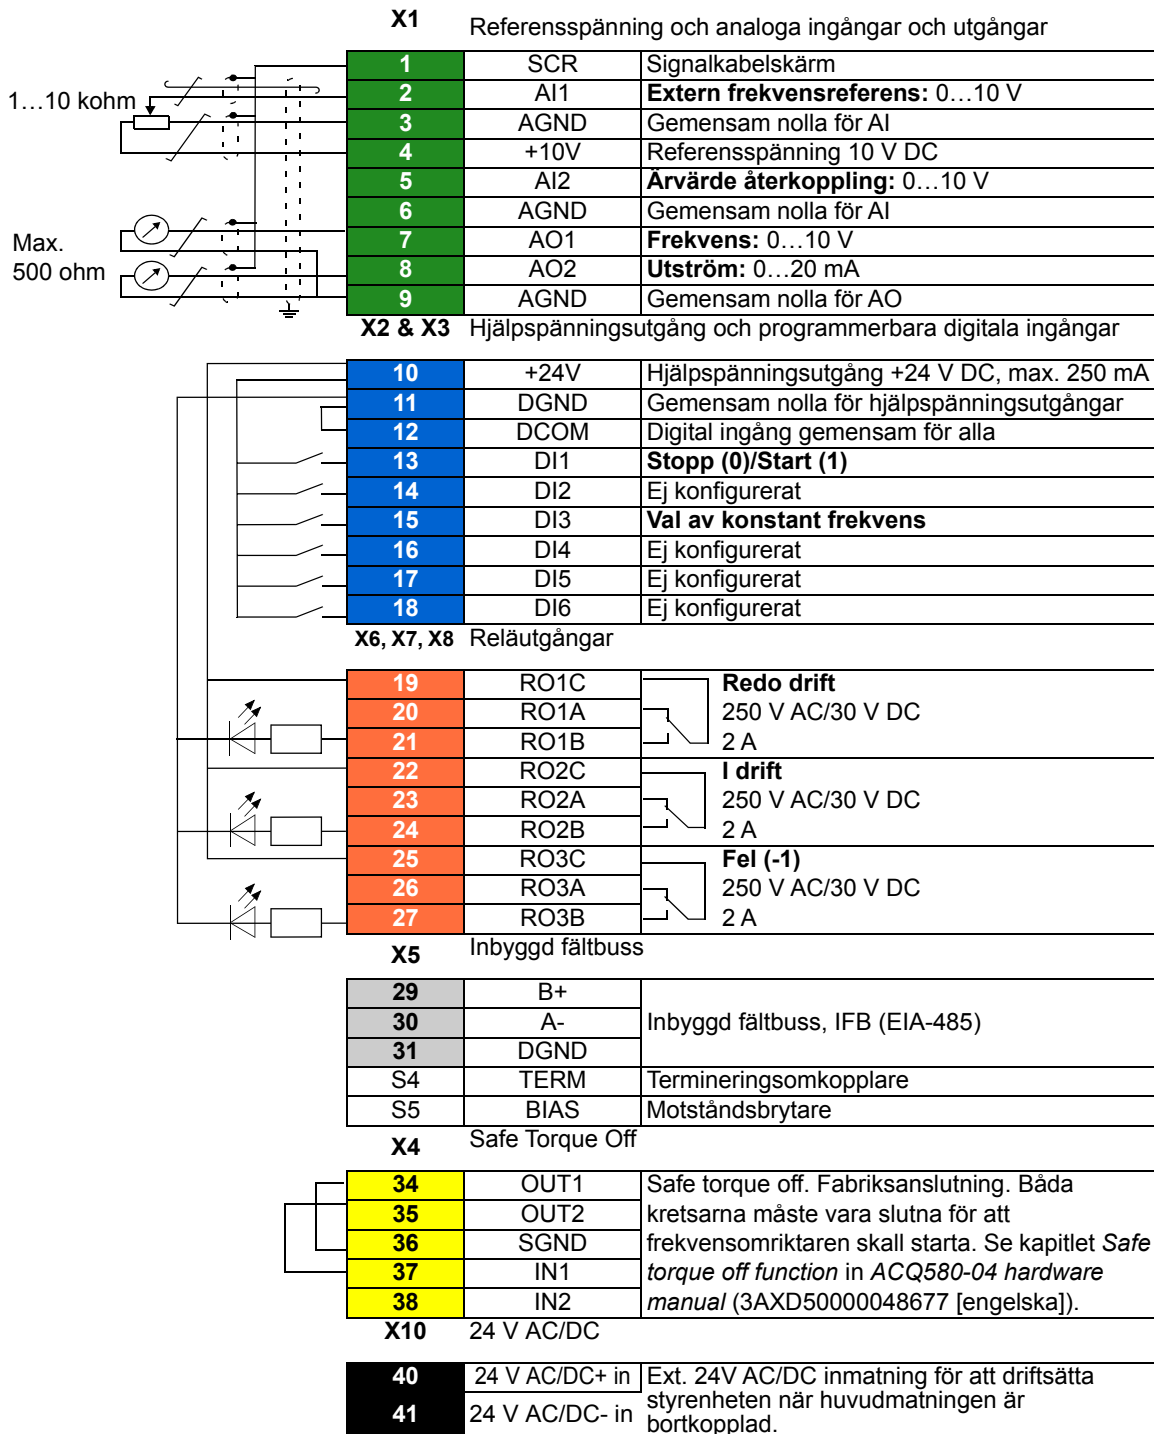 X1 Referensspänning och analoga ingångar och utgångar
1 SCR Signalkabelskärm
1…10 kohm
2 AI1 Extern frekvensreferens: 0…10 V
3 AGND Gemensam nolla för AI
4 +10V Referensspänning 10 V DC
5 AI2 Ärvärde återkoppling: 0…10 V
6 AGND Gemensam nolla för AI
Max.
500 ohm
7 AO1 Frekvens: 0…10 V
8 AO2 Utström: 0…20 mA
9 AGND Gemensam nolla för AO
X2 & X3 Hjälpspänningsutgång och programmerbara digitala ingångar
10 +24V Hjälpspänningsutgång +24 V DC, max. 250 mA
11 DGND Gemensam nolla för hjälpspänningsutgångar
12 DCOM Digital ingång gemensam för alla
13 DI1 Stopp (0)/Start (1)
14 DI2 Ej konfigurerat
15 DI3 Val av konstant frekvens
16 DI4 Ej konfigurerat
17 DI5 Ej konfigurerat
18 DI6 Ej konfigurerat
X6, X7, X8 Reläutgångar
19 RO1C Redo drift
20 RO1A 250 V AC/30 V DC
21 RO1B 2 A
22 RO2C I drift
23 RO2A 250 V AC/30 V DC
24 RO2B 2 A
25 RO3C Fel (-1)
26 RO3A 250 V AC/30 V DC
27 RO3B 2 A
X5 Inbyggd fältbuss
29 B+
30 A- Inbyggd fältbuss, IFB (EIA-485)
31 DGND
S4 TERM Termineringsomkopplare
S5 BIAS Motståndsbrytare
X4 Safe Torque Off
34 OUT1 Safe torque off. Fabriksanslutning. Båda
35 OUT2 kretsarna måste vara slutna för att
36 SGND frekvensomriktaren skall starta. Se kapitlet Safe
37 IN1 torque off function in ACQ580-04 hardware
38 IN2 manual (3AXD50000048677 [engelska]).
X10 24 V AC/DC
40 24 V AC/DC+ in Ext. 24V AC/DC inmatning för att driftsätta
styrenheten när huvudmatningen är
41 24 V AC/DC- in bortkopplad.